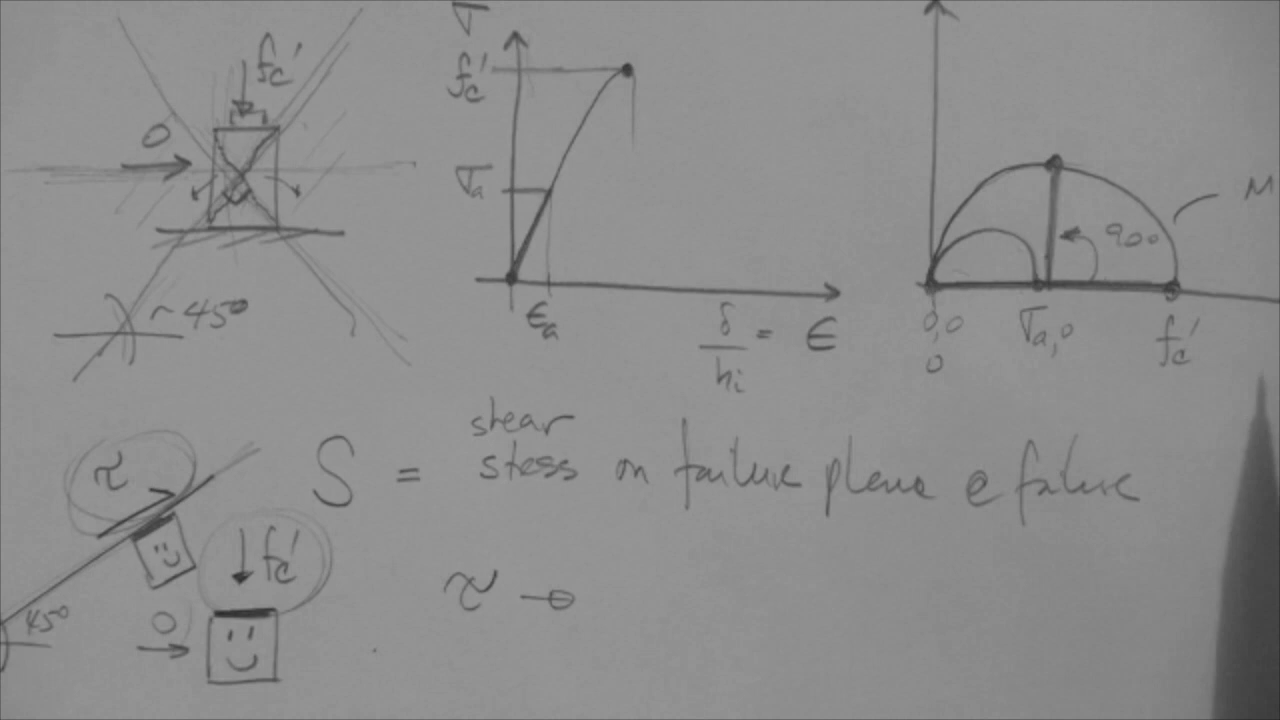 fc'
0
~45°
σ
fc'
σa
εa
δ/hi = ε
90°
M
0,0
0
σa,0
fc'
τ
45°
fc'
0
shear
S = stess on failure plane @ failure
τ →